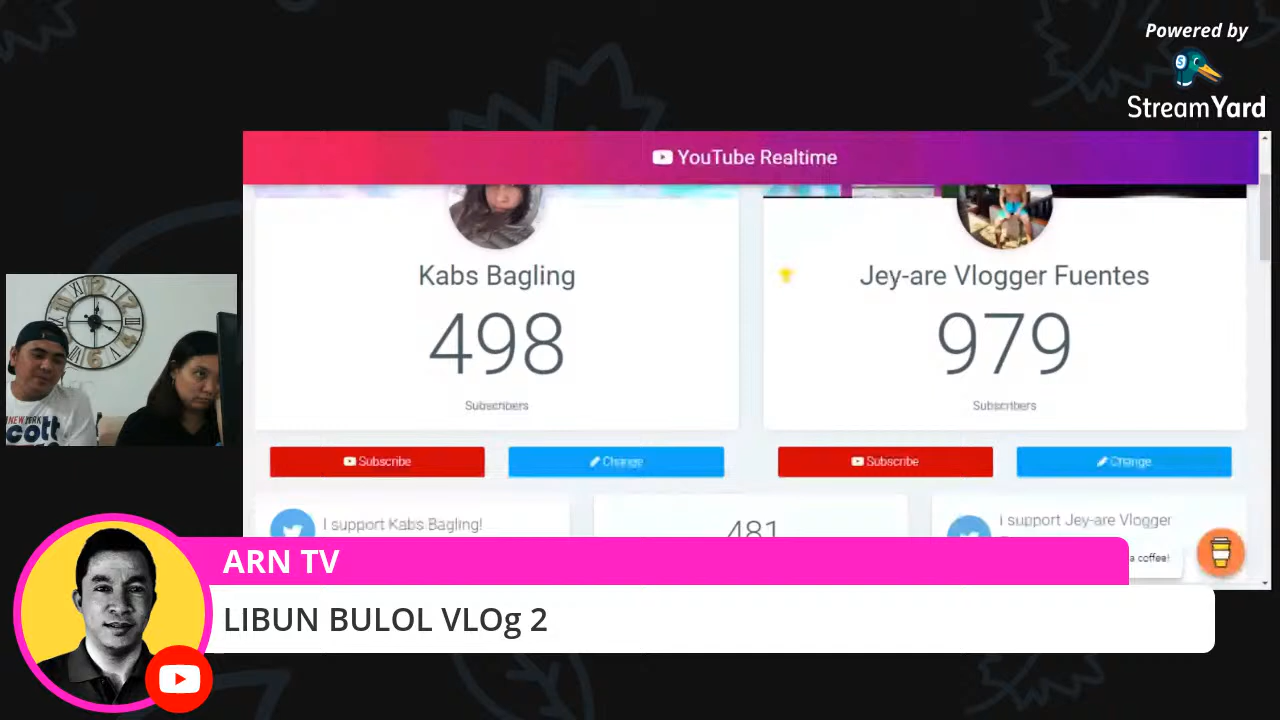 Powered by
StreamYard
YouTube Realtime
Kabs Bagling
498
Subscribers
Subscribe
Change
Jey-are Vlogger Fuentes
979
Subscribers
Subscribe
Change
I support Kabs Bagling!
481
I support Jey-are Vlogger
a coffee!
ARN TV
LIBUN BULOL VLOg 2